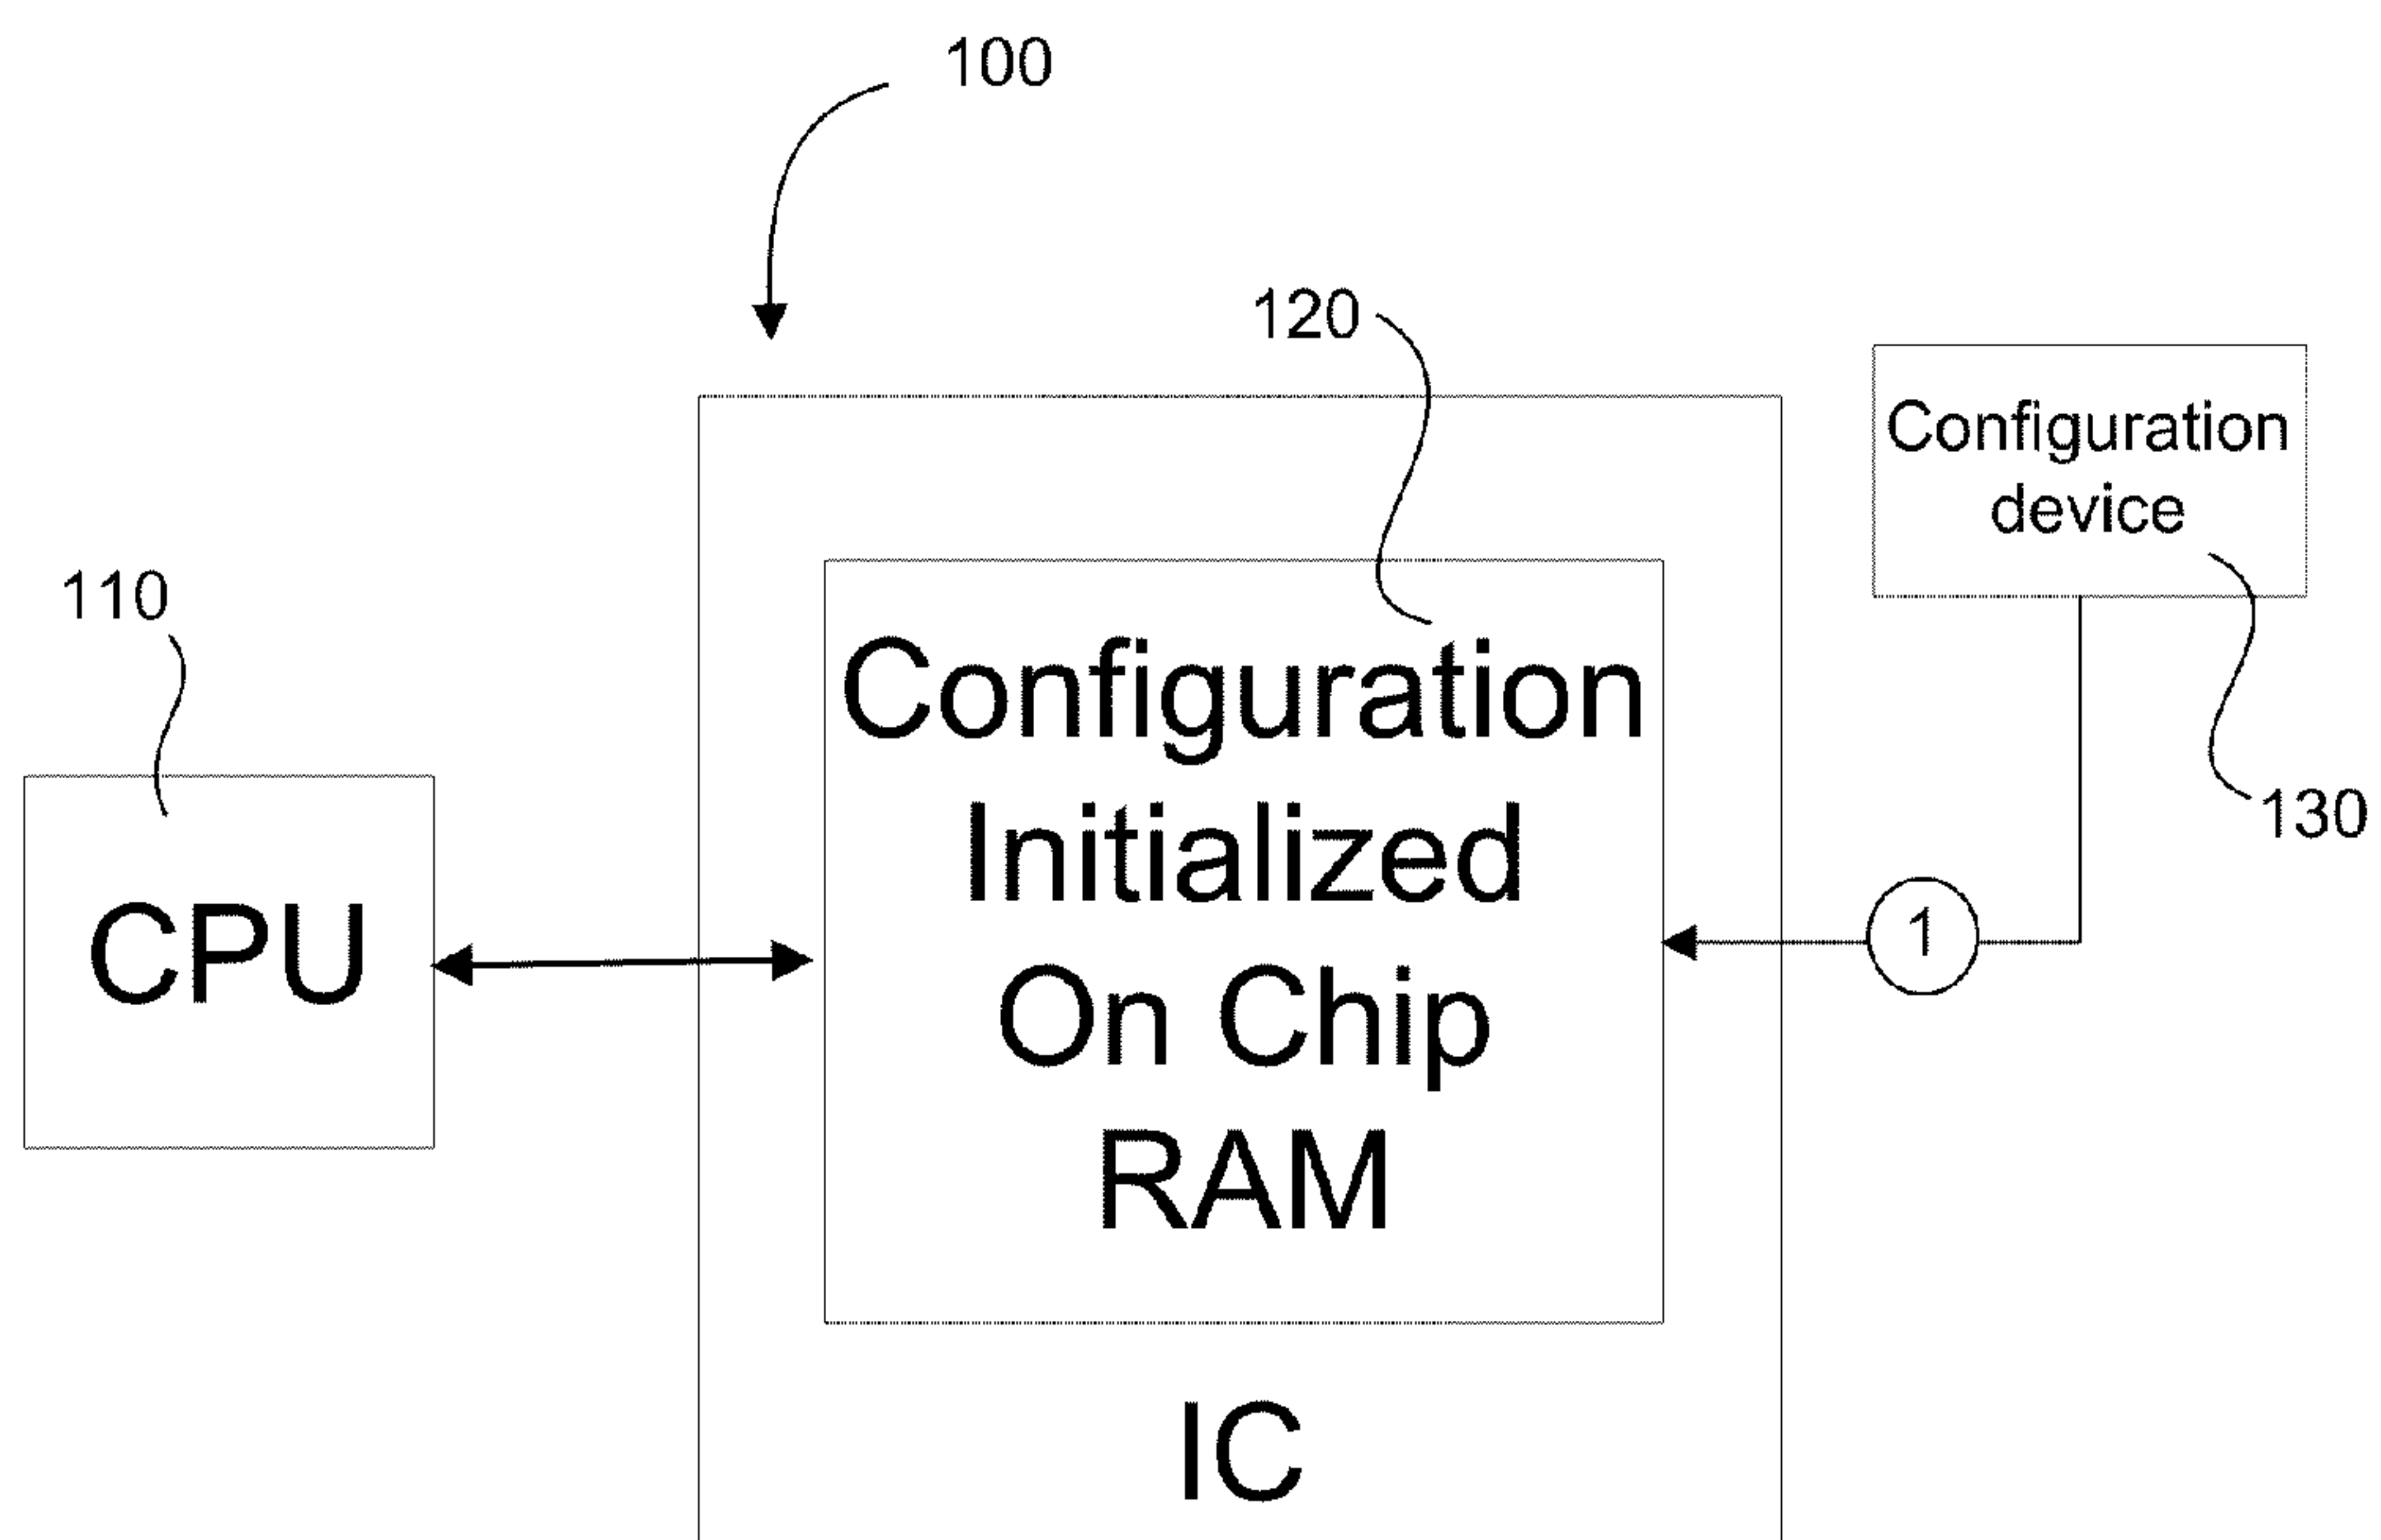 100
120
Configuration
device
110
Configuration
Initialized
On Chip
RAM
130
CPU
1
IC